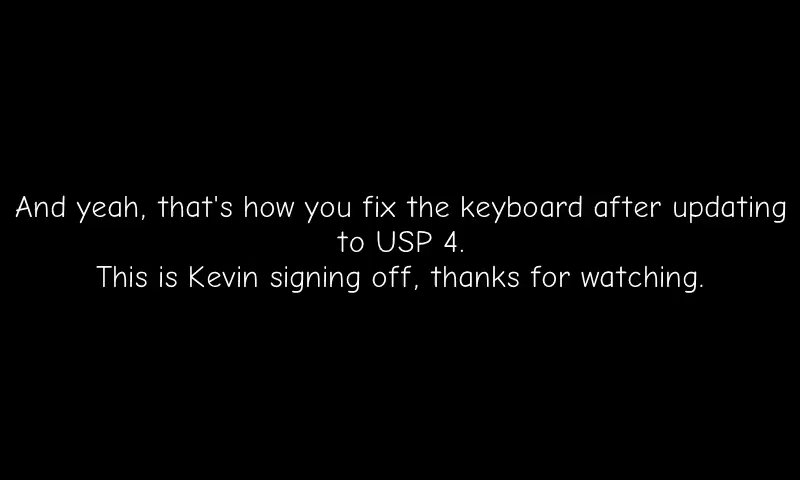 And yeah, that's how you fix the keyboard after updating
to USP 4.
This is Kevin signing off, thanks for watching.